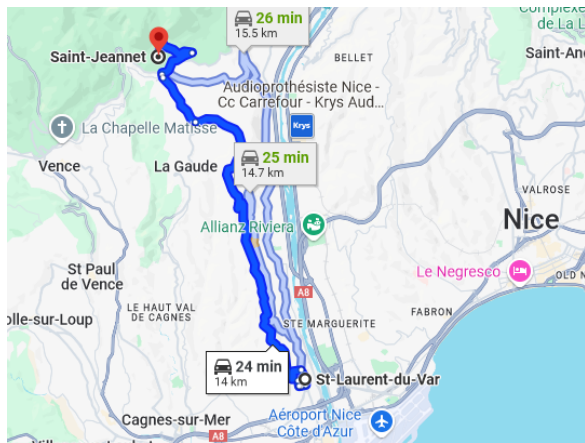 26 min
15.5 km
Complexe
de La L
Saint-Jeannet
BELLET
Saint-An
Audioprothésiste Nice -
Cc Carrefour - Krys Aud...
Krys
La Chapelle Matisse
25 min
14.7 km
Vence
La Gaude
VALROSE
Allianz Riviera
Nice
St Paul
de Vence
Le Negresco
OLD N
A8
LE HAUT VAL
DE CAGNES
FABRON
olle-sur-Loup
STE MARGUERITE
24 min
14 km
St-Laurent-du-Var
A8
Cagnes-sur-Mer
Aéroport Nice
Côte d'Azur